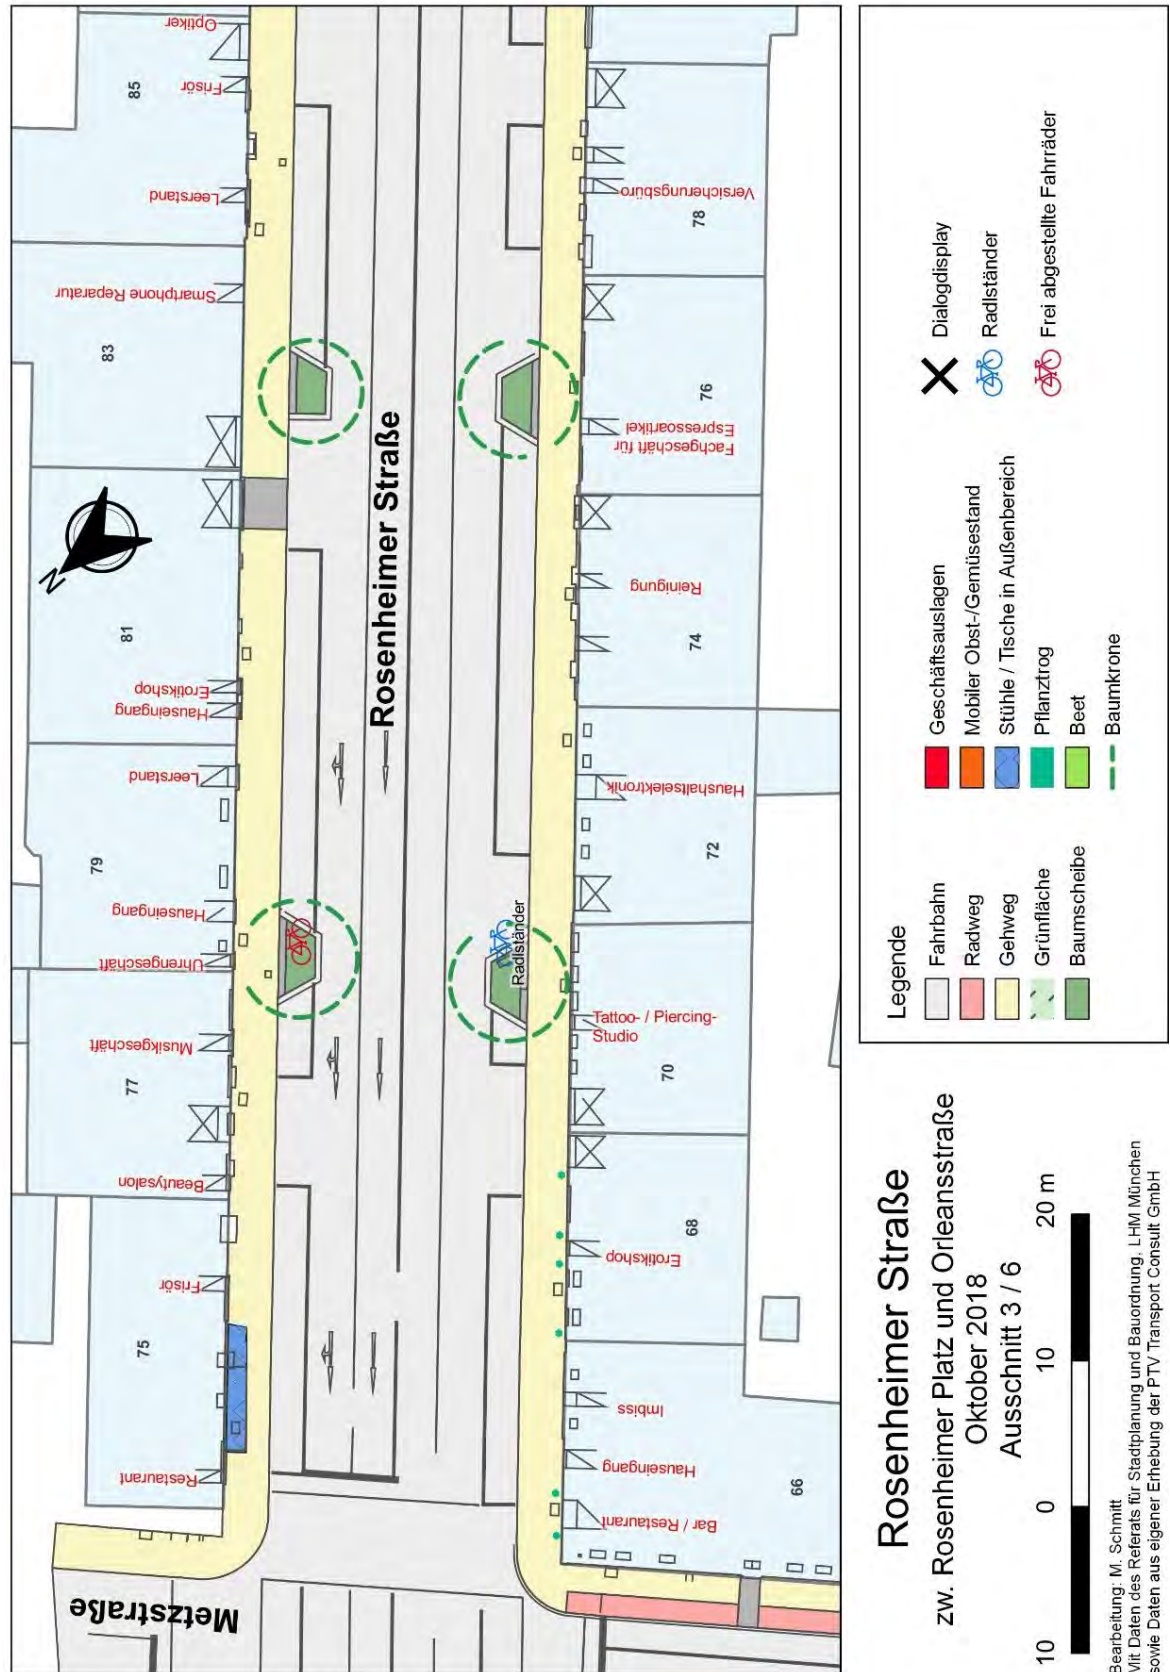 Rosenheimer Straße
zw. Rosenheimer Platz und Orleansstraße
Oktober 2018
Ausschnitt 3 / 6
10
0
10
20 m
Bearbeitung: M. Schmitt
Mit Daten des Referats für Stadtplanung und Bauordnung, LHM München
sowie Daten aus eigener Erhebung der PTV Transport Consult GmbH
Legende
Fahrbahn
Radweg
Gehweg
Grünfläche
Baumscheibe
Geschäftsauslagen
Mobiler Obst-/Gemüsestand
Stühle / Tische in Außenbereich
Pflanztrog
Beet
Baumkrone
Dialogdisplay
Radlständer
Frei abgestellte Fahrräder
N
Metzstraße
Rosenheimer Straße
Restaurant
75
Frisör
Beautysalon
77
Musikgeschäft
Uhrengeschäft
Hauseingang
79
Leerstand
Hauseingang
Erotikshop
81
83
Smartphone Reparatur
Leerstand
85
Frisör
Optiker
Radlständer
Bar / Restaurant
66
Hauseingang
Imbiss
Erotikshop
68
70
Tattoo- / Piercing-
Studio
72
Haushaltselektronik
74
Reinigung
76
Fachgeschäft für
Espressoartikel
78
Versicherungsbüro